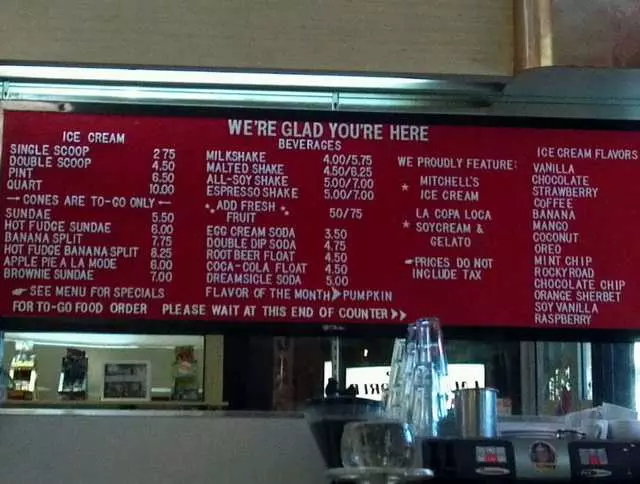 WE'RE GLAD YOU'RE HERE
ICE CREAM
SINGLE SCOOP 2.75
DOUBLE SCOOP 4.50
PINT 6.50
QUART 10.00
CONES ARE TO-GO ONLY
SUNDAE 5.50
HOT FUDGE SUNDAE 6.00
BANANA SPLIT 7.75
HOT FUDGE BANANA SPLIT 8.25
APPLE PIE A LA MODE 6.00
BROWNIE SUNDAE 7.00
SEE MENU FOR SPECIALS
BEVERAGES
MILKSHAKE 4.00/5.75
MALTED SHAKE 4.50/6.25
ALL-SOY SHAKE 5.00/7.00
ESPRESO SHAKE 5.00/7.00
ADD FRESH
FRUIT 50/75
EGG CREAM SODA 3.50
DOUBLE DIP SODA 4.75
ROOT BEER FLOAT 4.50
COCA-COLA FLOAT 4.50
DREAMSICLE SODA 5.00
FLAVOR OF THE MONTH PUMPKIN
WE PROUDLY FEATURE:
MITCHELL'S
ICE CREAM
LA COPA LOCA
SOYCREAM &
GELATO
PRICES DO NOT
INCLUDE TAX
ICE CREAM FLAVORS
VANILLA
CHOCOLATE
STRAWBERRY
COFFEE
BANANA
MANGO
COCONUT
OREO
MINT CHIP
ROCKY ROAD
CHOCOLATE CHIP
ORANGE SHERBET
SOY VANILLA
RASPBERRY
FOR TO-GO FOOD ORDER PLEASE WAIT AT THIS END OF COUNTER